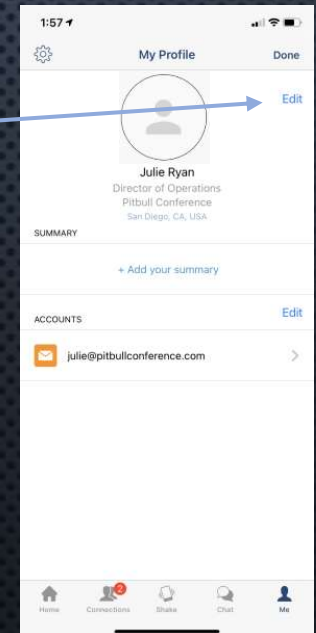 1:57
My Profile
Done
Edit
Julie Ryan
Director of Operations
Pitbull Conference
San Diego, CA, USA
SUMMARY
+ Add your summary
ACCOUNTS
Edit
julie@pitbullconference.com
2
Home
Connections
Shake
Chat
Me